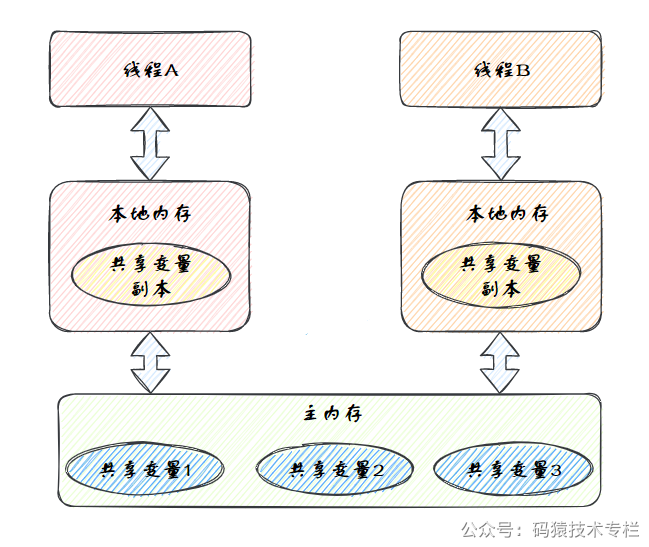 线程A
线程B
本地内存
本地内存
共享变量
副本
共享变量
副本
主内存
共享变量1
共享变量2
共享变量3
公众号：码猿技术专栏